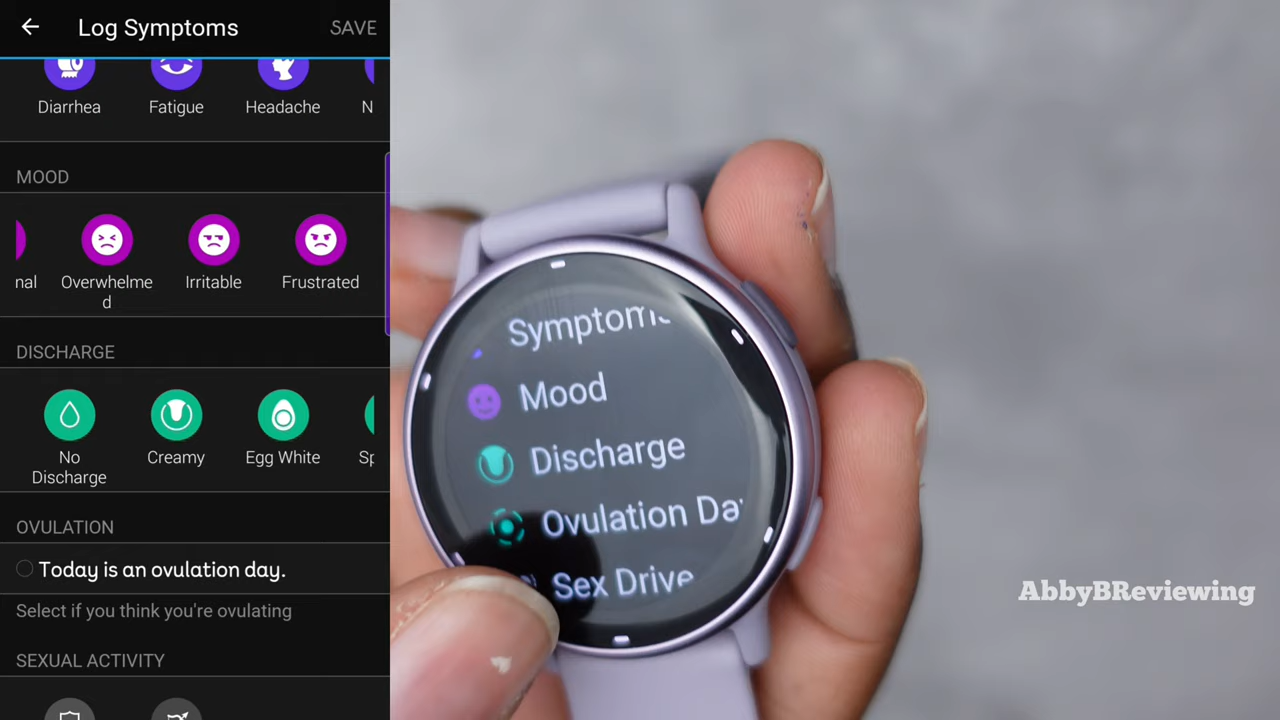 Log Symptoms SAVE
Diarrhea Fatigue Headache N
MOOD
nal Overwhelme
d Irritable Frustrated
DISCHARGE
No
Discharge Creamy Egg White Sp
OVULATION
Today is an ovulation day.
Select if you think you're ovulating
SEXUAL ACTIVITY
Symptoms
Mood
Discharge
Ovulation Da
Sex Drive
AbbyBReviewing